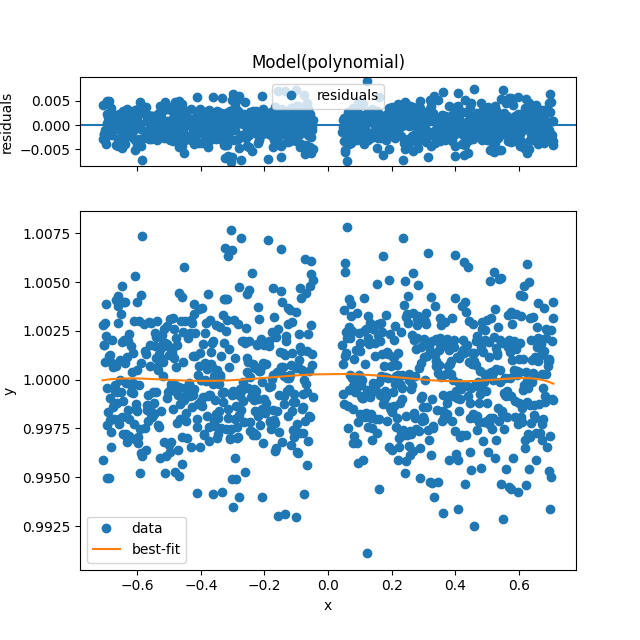 Model(polynomial)
residuals
0.005
0.000
−0.005
residuals
1.0075
1.0050
1.0025
1.0000
0.9975
0.9950
0.9925
y
data
best-fit
−0.6
−0.4
−0.2
0.0
0.2
0.4
0.6
x